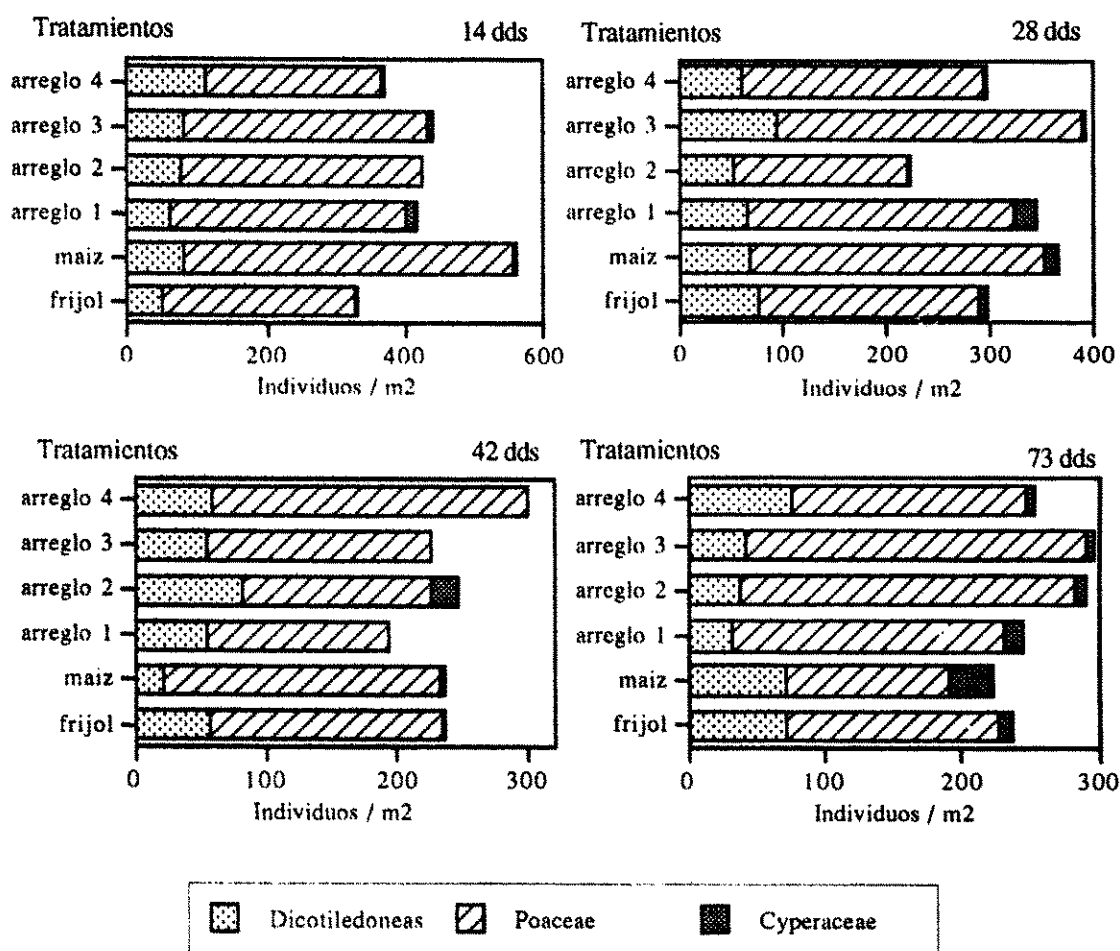 Tratamientos 14 dds
arreglo 4
arreglo 3
arreglo 2
arreglo 1
maiz
frijol
0 200 400 600
Individuos / m2
Tratamientos 28 dds
arreglo 4
arreglo 3
arreglo 2
arreglo 1
maiz
frijol
0 100 200 300 400
Individuos / m2
Tratamientos 42 dds
arreglo 4
arreglo 3
arreglo 2
arreglo 1
maiz
frijol
0 100 200 300
Individuos / m2
Tratamientos 73 dds
arreglo 4
arreglo 3
arreglo 2
arreglo 1
maiz
frijol
0 100 200 300
Individuos / m2
Dicotiledoneas Poaceae Cyperaceae